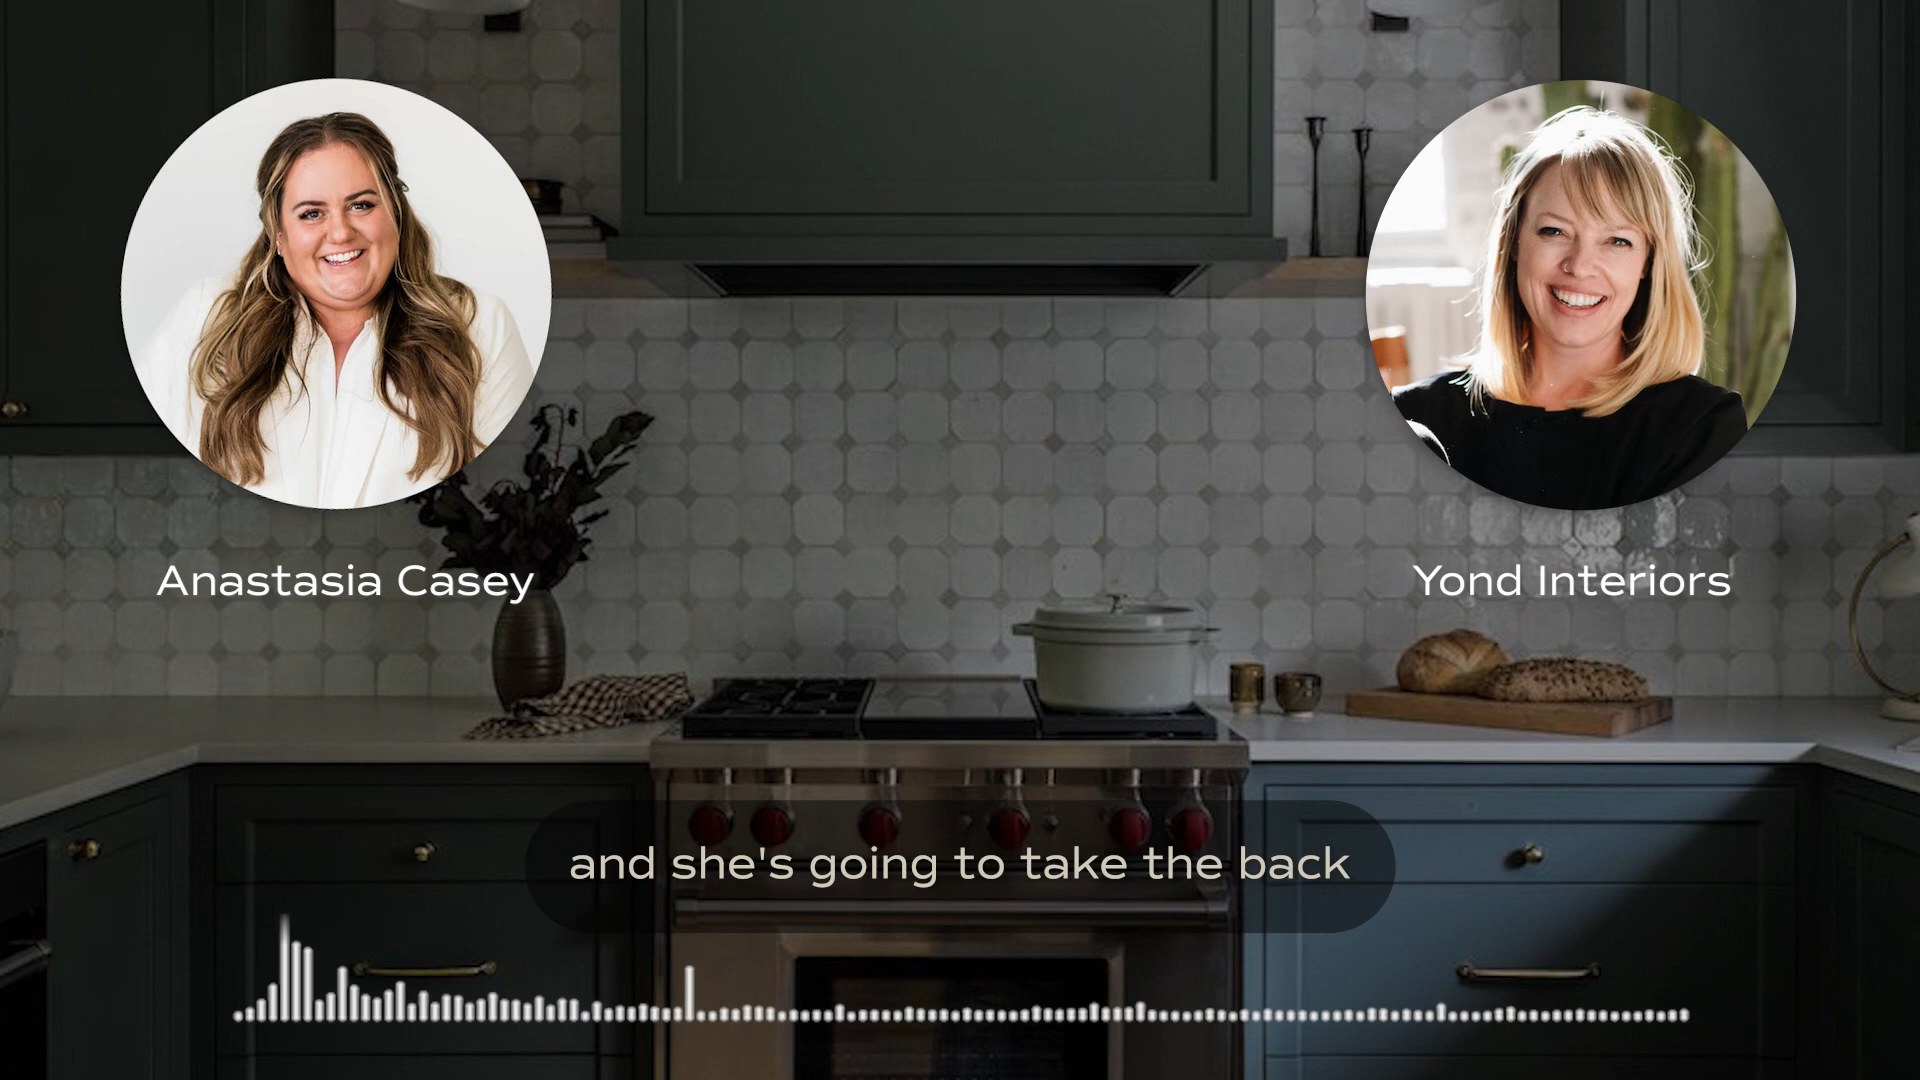 Anastasia Casey
Yond Interiors
and she's going to take the back